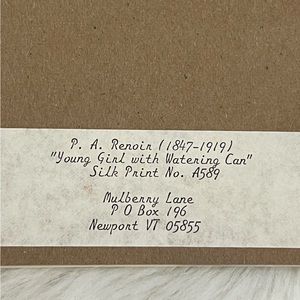 P. A. Renoir (1847-1919)
"Young Girl with Watering Can"
Silk Print No. A589
Mulberry Lane
P O Box 196
Newport VT 05855